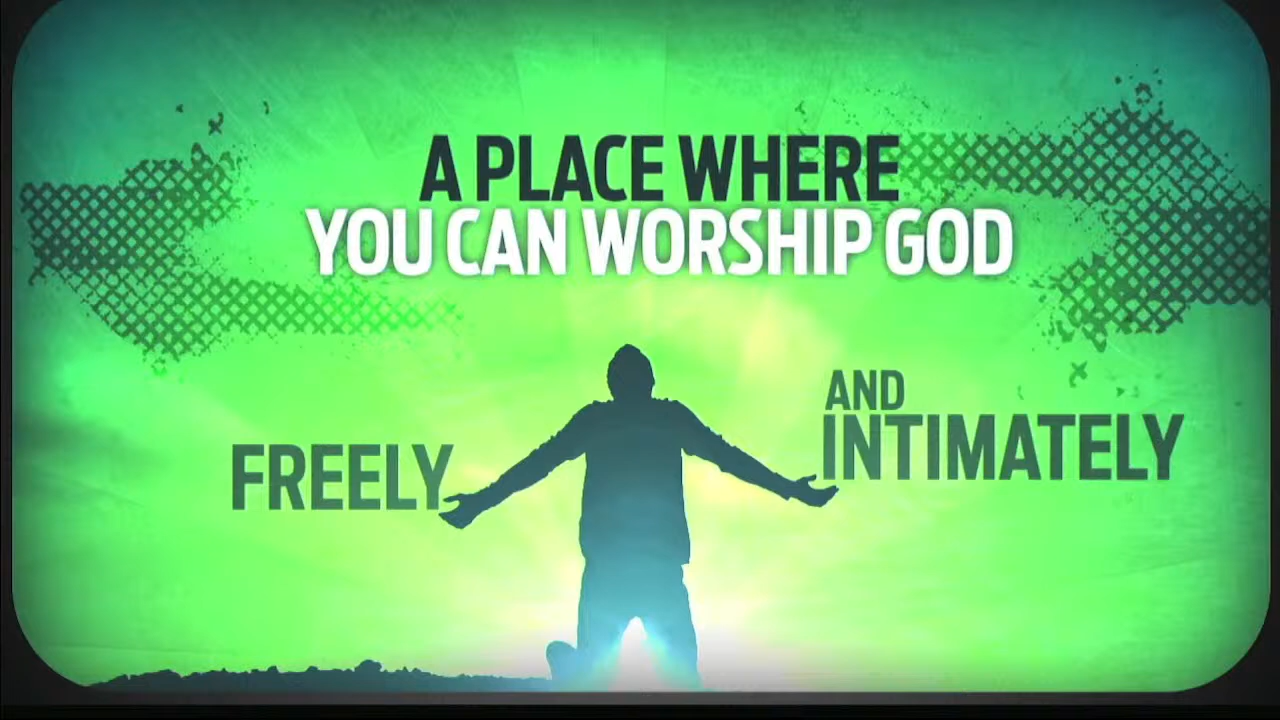 A PLACE WHERE
YOU CAN WORSHIP GOD
FREELY
AND
INTIMATELY